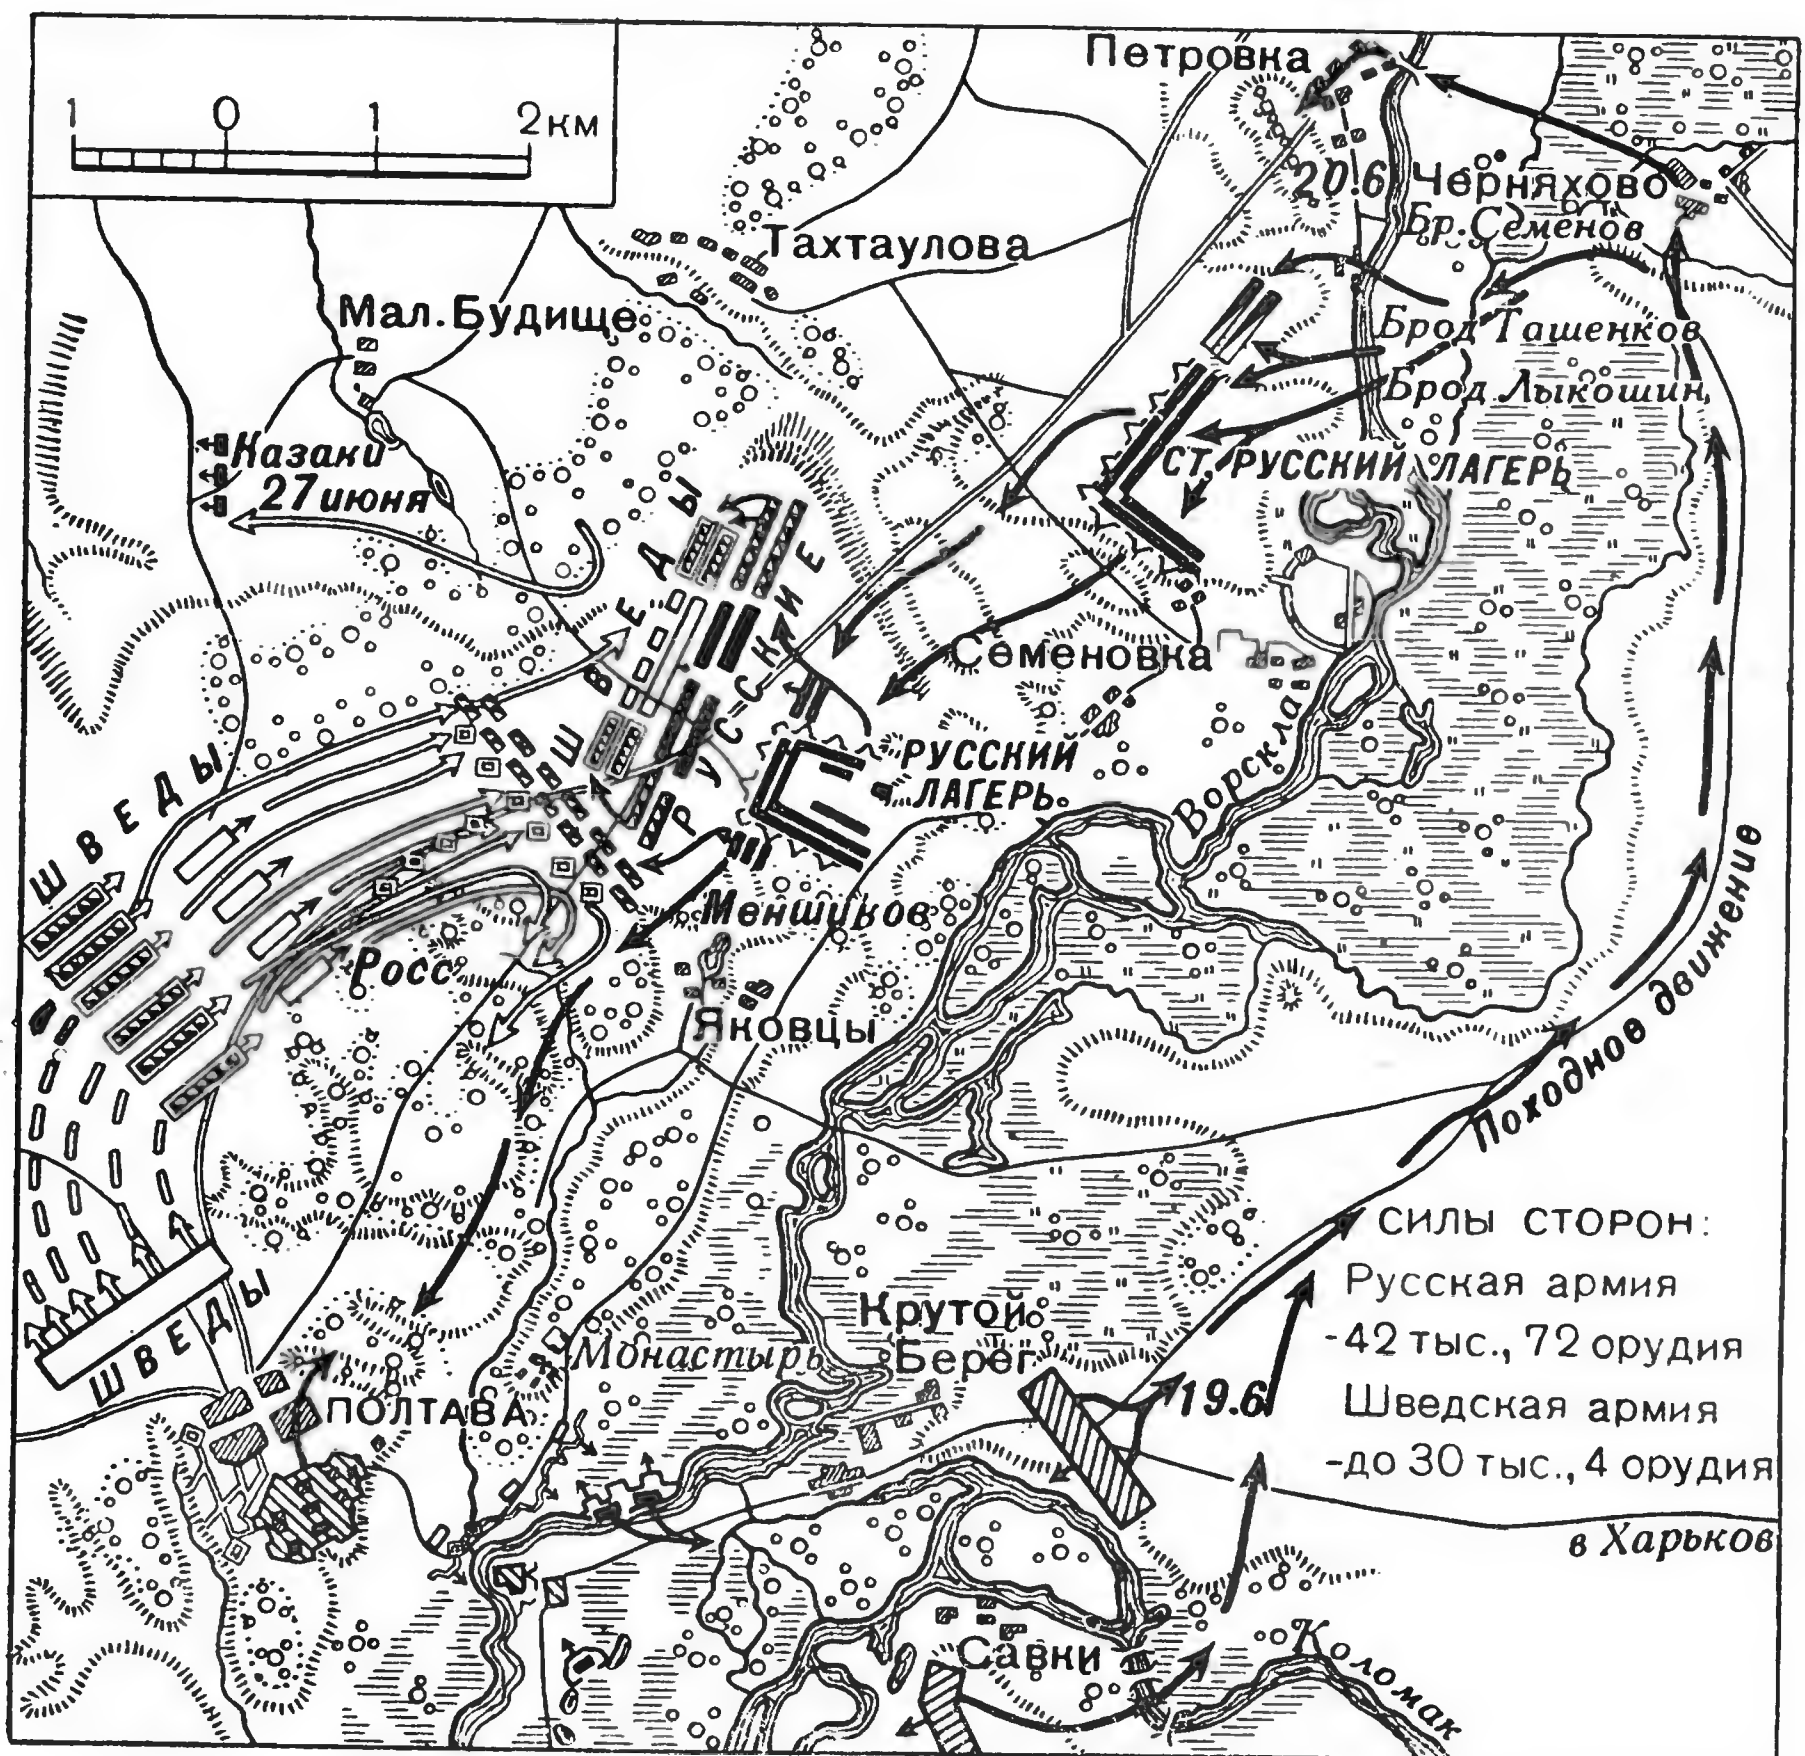 Петровка
1 0 1 2 км
20.6 Черняхово
Бр. Семенов
Тахтаулова
Мал. Будище
Брод Ташенков
Брод Лыкошин
Казаки
27 июня
СТ. РУССКИЙ ЛАГЕРЬ
ШВЕДЫ
РУССКИЕ
Семеновка
Ворскла
РУССКИЙ
ЛАГЕРЬ
ШВЕДЫ
Меншиков
Росс
Яковцы
Походное движение
СИЛЫ СТОРОН:
Русская армия
-42 тыс., 72 орудия
Шведская армия
-до 30 тыс., 4 орудия
Крутой
Берег
Монастырь
19.6
ШВЕДЫ
ПОЛТАВА
в Харьков
Савки
Коломак